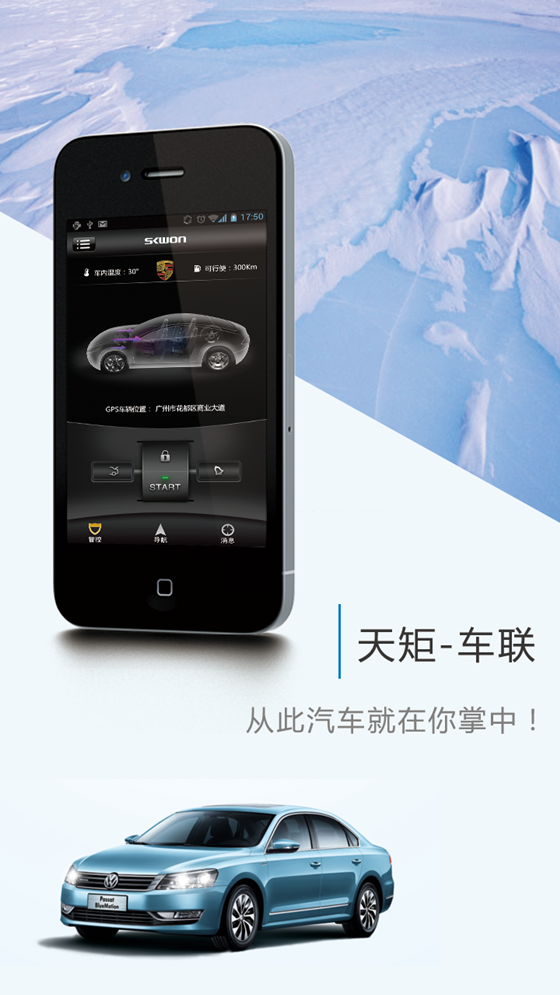 17:50
SKWON
车内温度：30°
可行使：300Km
GPS车辆位置： 广州市花都区商业大道
START
智控
导航
消息
天矩-车联
从此汽车就在你掌中！
Passat
BlueMotion